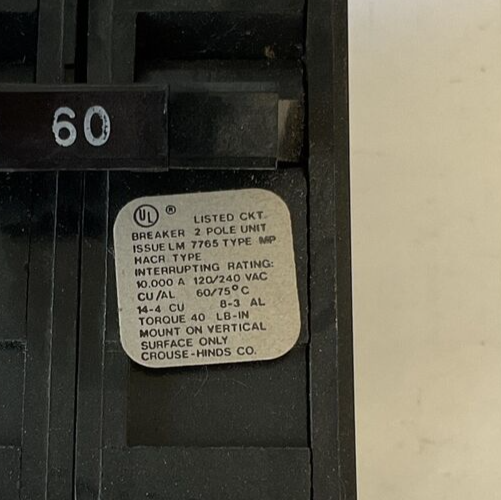 60
UL ® LISTED CKT.
BREAKER 2 POLE UNIT
ISSUE LM 7765 TYPE MP
HACR TYPE
INTERRUPTING RATING:
10,000 A 120/240 VAC
CU/AL 60/75°C
14-4 CU 8-3 AL
TORQUE 40 LB-IN
MOUNT ON VERTICAL
SURFACE ONLY
CROUSE-HINDS CO.